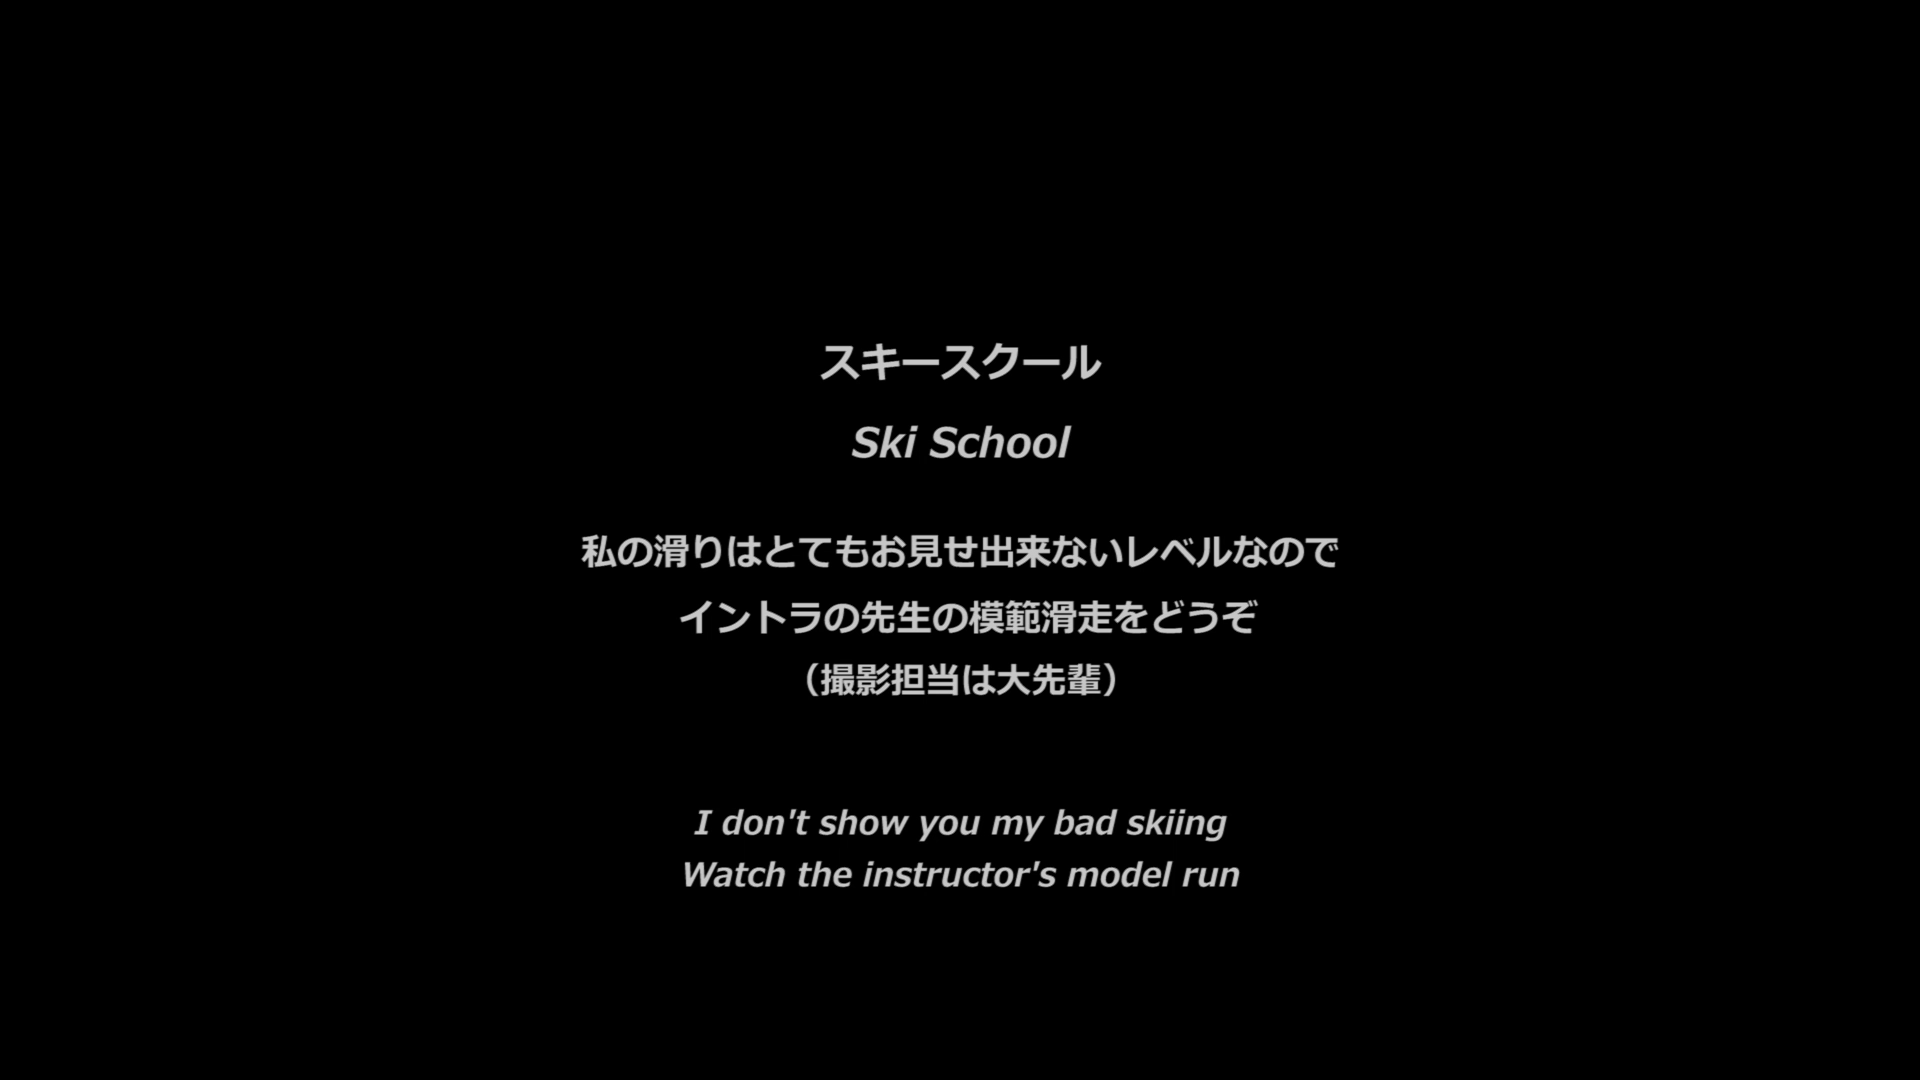 スキースクール
Ski School
私の滑りはとてもお見せ出来ないレベルなので
イントラの先生の模範滑走をどうぞ
（撮影担当は大先輩）
I don't show you my bad skiing
Watch the instructor's model run